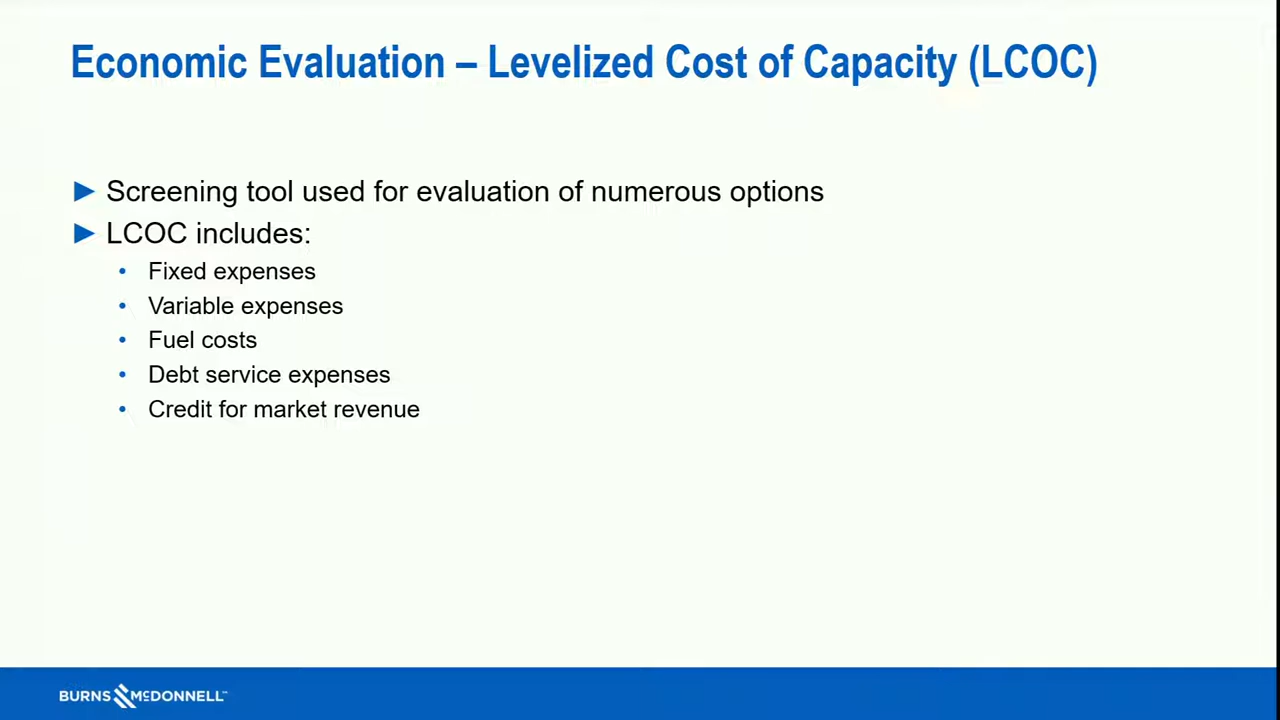 Economic Evaluation – Levelized Cost of Capacity (LCOC)
► Screening tool used for evaluation of numerous options
► LCOC includes:
• Fixed expenses
• Variable expenses
• Fuel costs
• Debt service expenses
• Credit for market revenue
BURNS McDONNELL™